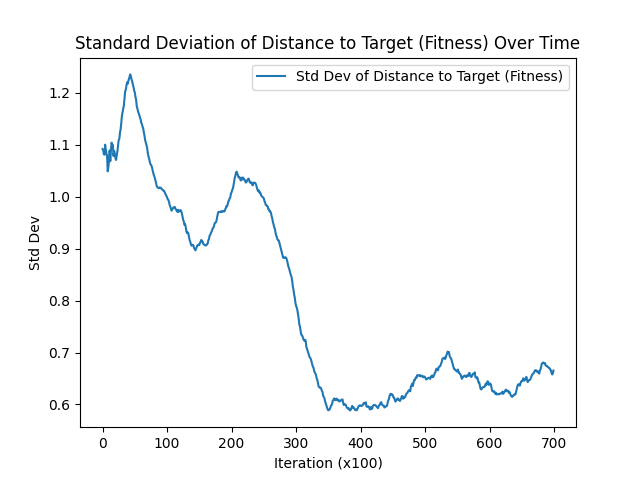 Standard Deviation of Distance to Target (Fitness) Over Time
Std Dev of Distance to Target (Fitness)
Std Dev
1.2
1.1
1.0
0.9
0.8
0.7
0.6
0 100 200 300 400 500 600 700
Iteration (x100)